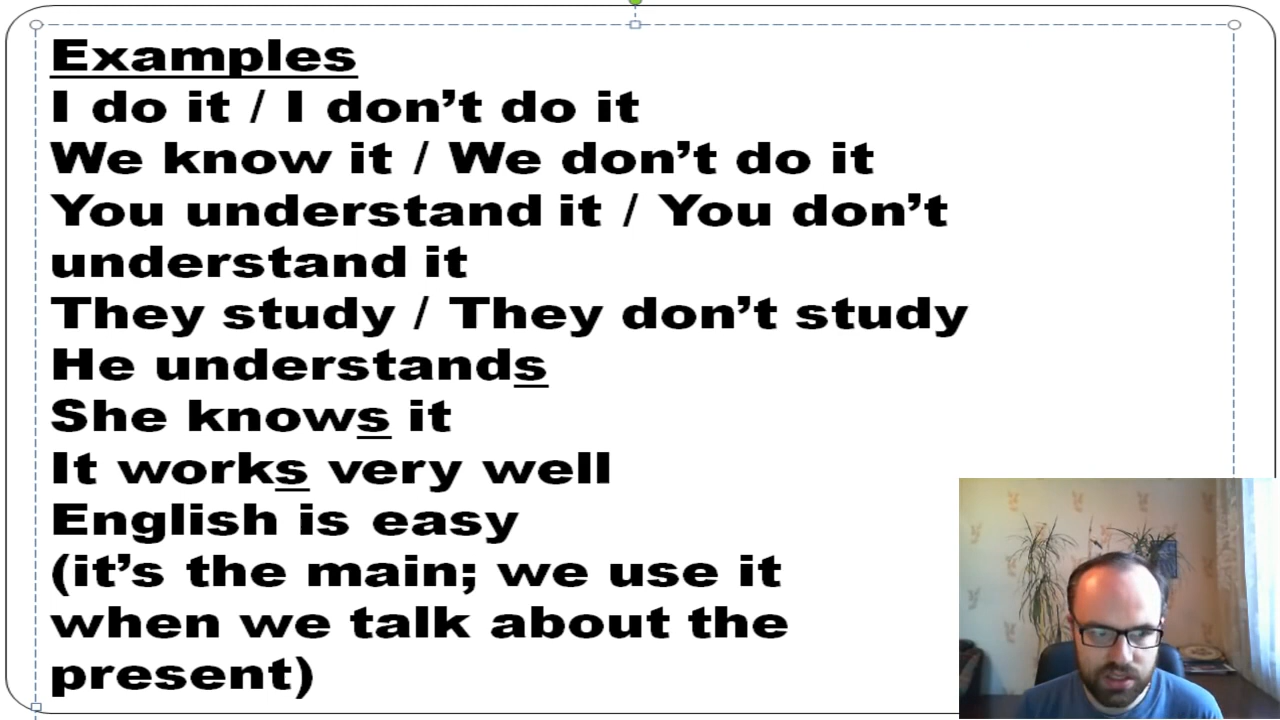 Examples
I do it / I don’t do it
We know it / We don’t do it
You understand it / You don’t
understand it
They study / They don’t study
He understands
She knows it
It works very well
English is easy
(it’s the main; we use it
when we talk about the
present)